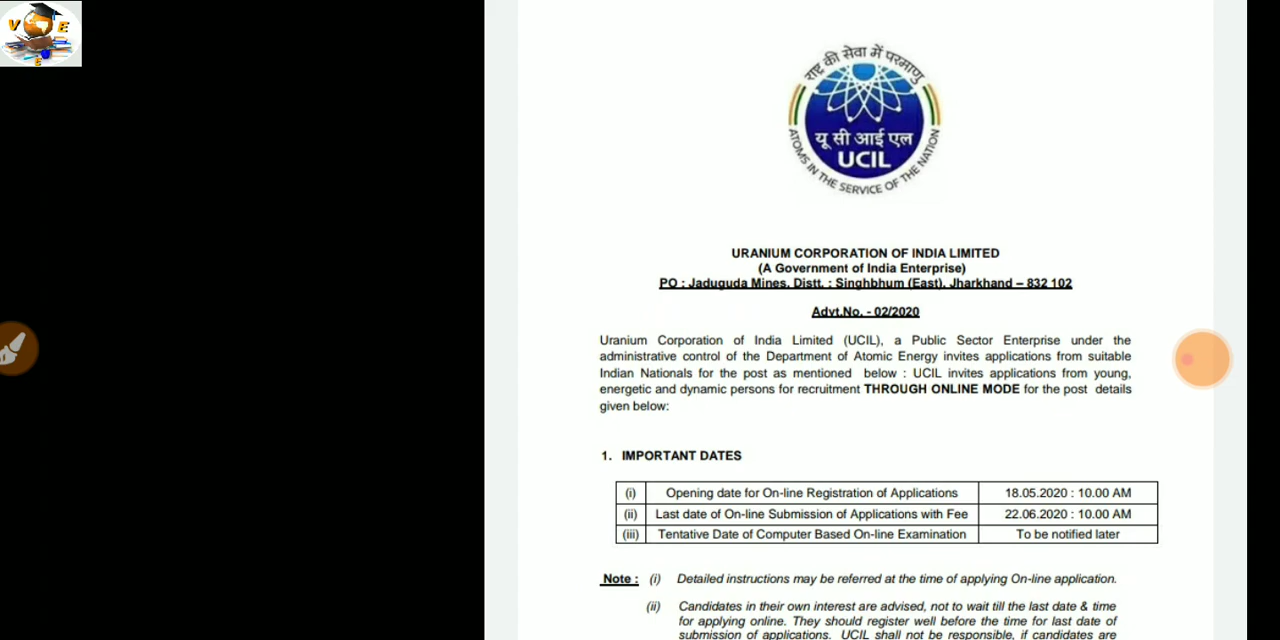 V E
E
राष्ट्र की सेवा में परमाणु
यू सी आई एल
UCIL
ATOMS IN THE SERVICE OF THE NATION
URANIUM CORPORATION OF INDIA LIMITED
(A Government of India Enterprise)
PO : Jaduguda Mines, Distt. : Singhbhum (East), Jharkhand – 832 102
Advt.No. - 02/2020
Uranium Corporation of India Limited (UCIL), a Public Sector Enterprise under the
administrative control of the Department of Atomic Energy invites applications from suitable
Indian Nationals for the post as mentioned below : UCIL invites applications from young,
energetic and dynamic persons for recruitment THROUGH ONLINE MODE for the post details
given below:
1. IMPORTANT DATES
(i) Opening date for On-line Registration of Applications 18.05.2020 : 10.00 AM
(ii) Last date of On-line Submission of Applications with Fee 22.06.2020 : 10.00 AM
(iii) Tentative Date of Computer Based On-line Examination To be notified later
Note : (i) Detailed instructions may be referred at the time of applying On-line application.
(ii) Candidates in their own interest are advised, not to wait till the last date & time
for applying online. They should register well before the time for last date of
submission of applications. UCIL shall not be responsible, if candidates are